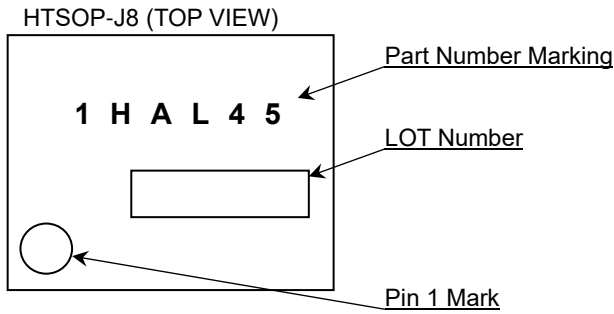 HTSOP-J8 (TOP VIEW)
Part Number Marking
1 H A L 4 5
LOT Number
Pin 1 Mark